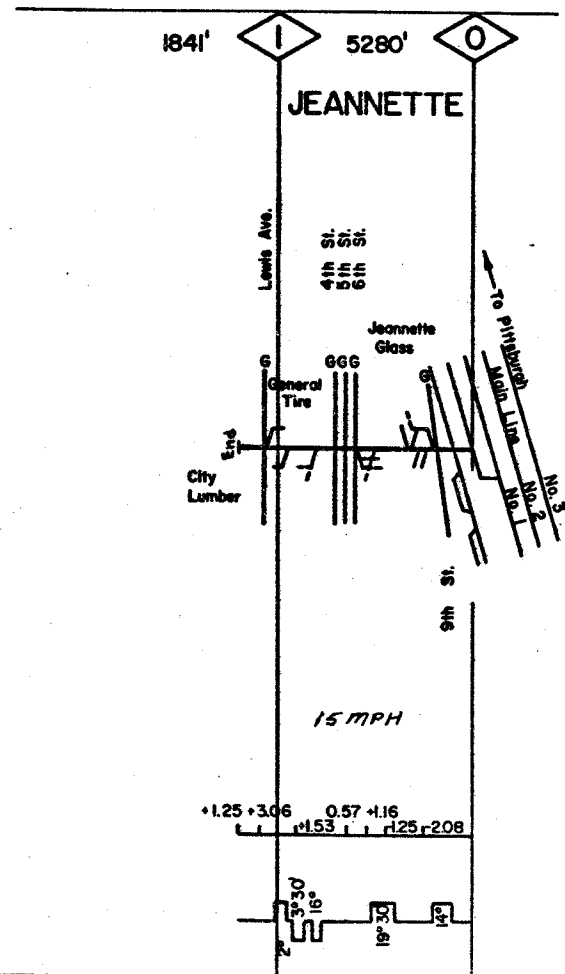 1841' 1 5280' 0
JEANNETTE
Lewis Ave.
4th St.
5th St.
6th St.
To Pittsburgh
Jeannette
Glass
G
General
Tire
G G G
G
Main Line
End
City
Lumber
No. 1
No. 2
No. 3
9th St.
15 MPH
+1.25 +3.06 0.57 +1.16
+1.53 1.25 -2.08
2° 3°30' 16° 19°30' 14°